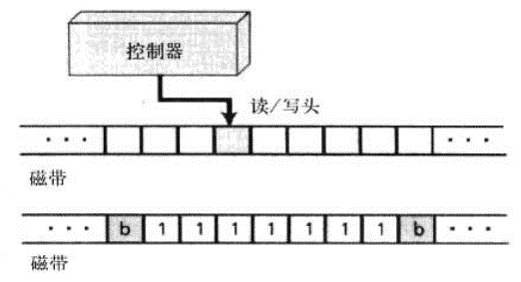 控制器
读/写头
· · · · · ·
磁带
· · · b 1 1 1 1 1 1 1 b · · ·
磁带